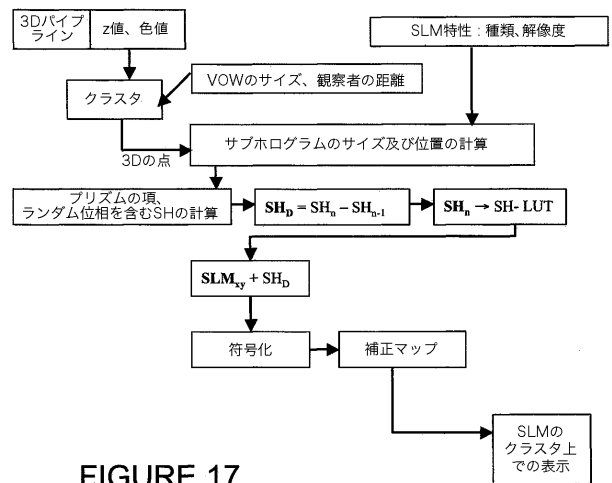 3Dパイプ
ライン
z値、色値
SLM特性：種類、解像度
VOWのサイズ、観察者の距離
クラスタ
3Dの点
サブホログラムのサイズ及び位置の計算
プリズムの項、
ランダム位相を含むSHの計算
SH_D = SH_n – SH_n-1
SH_n → SH- LUT
SLM_xy + SH_D
符号化
補正マップ
SLMの
クラスタ上
での表示
FIGURE 17